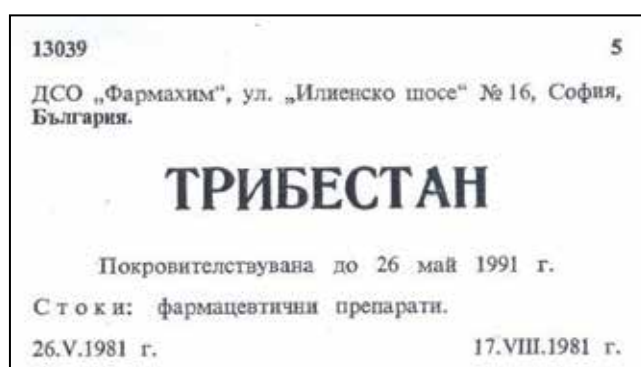 13039 5
ДСО „Фармахим“, ул. „Илиенско шосе“ № 16, София,
България.
ТРИБЕСТАН
Покровителствувана до 26 май 1991 г.
Стоки: фармацевтични препарати.
26.V.1981 г. 17.VIII.1981 г.